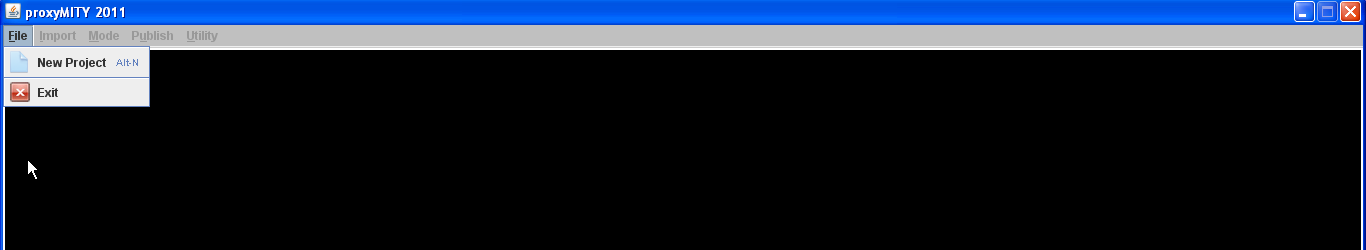 proxyMITY 2011
File Import Mode Publish Utility
New Project Alt-N
Exit